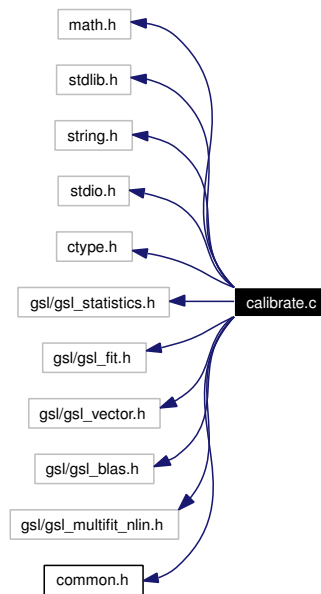 math.h
stdlib.h
string.h
stdio.h
ctype.h
gsl/gsl_statistics.h
calibrate.c
gsl/gsl_fit.h
gsl/gsl_vector.h
gsl/gsl_blas.h
gsl/gsl_multifit_nlin.h
common.h